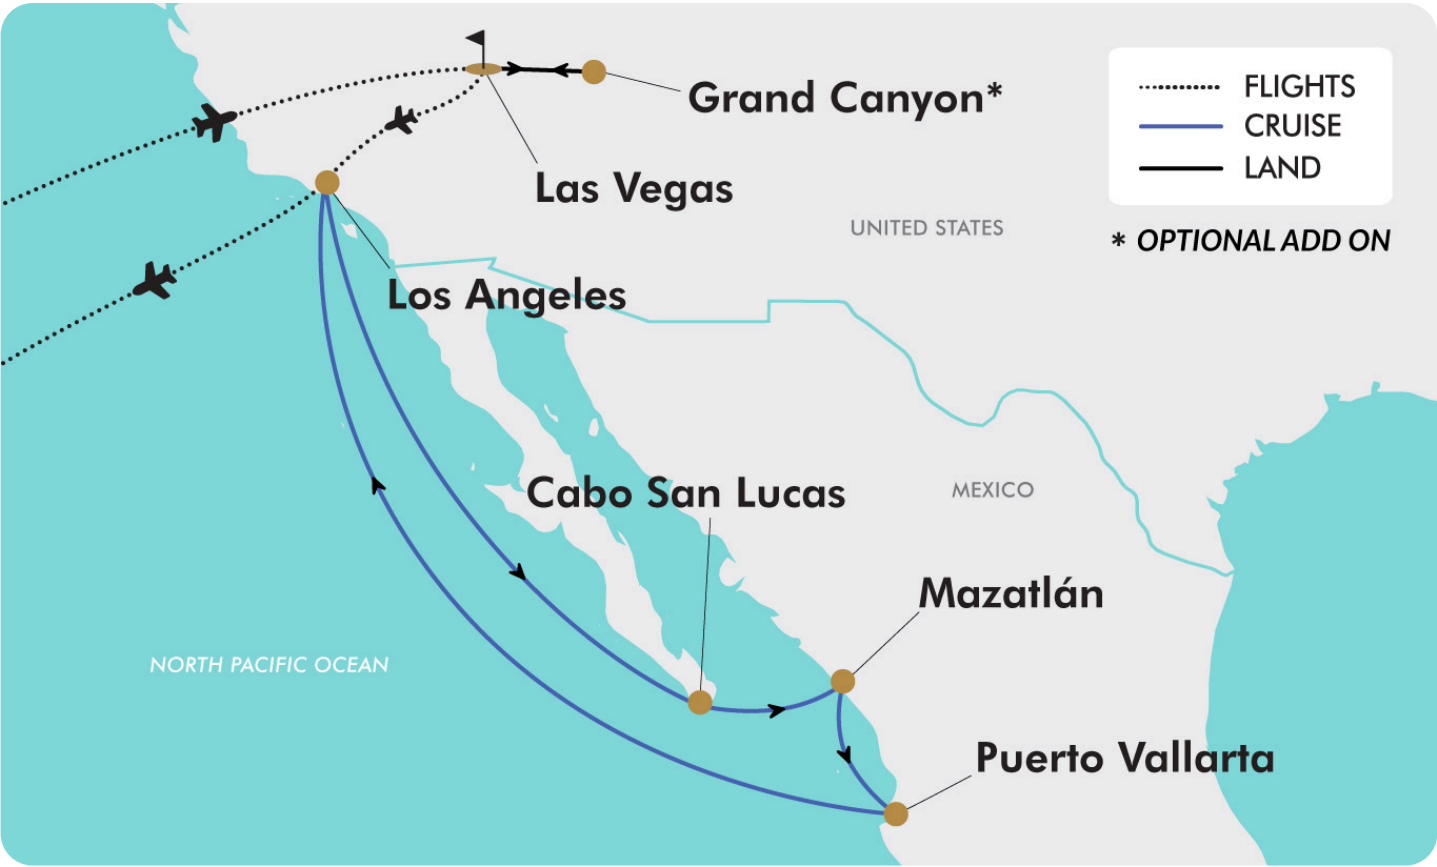 Grand Canyon*
Las Vegas
Los Angeles
FLIGHTS
CRUISE
LAND
* OPTIONAL ADD ON
UNITED STATES
MEXICO
Cabo San Lucas
Mazatlán
NORTH PACIFIC OCEAN
Puerto Vallarta